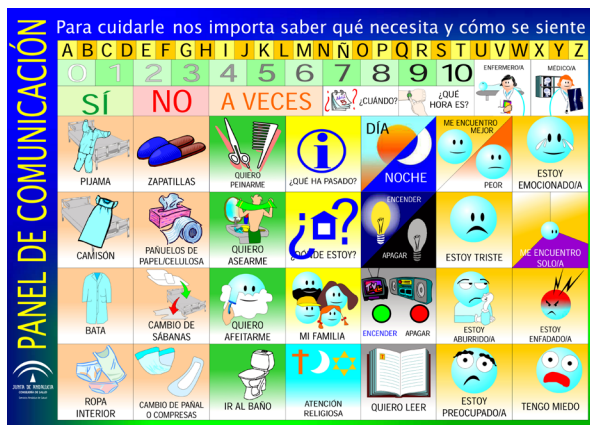 Para cuidarle nos importa saber qué necesita y cómo se siente
PANEL DE COMUNICACIÓN
A B C D E F G H I J K L M N Ñ O P Q R S T U V W X Y Z
0 1 2 3 4 5 6 7 8 9 10
ENFERMERO/A
MÉDICO/A
SÍ
NO
A VECES
¿CUÁNDO?
¿QUÉ
HORA ES?
PIJAMA
ZAPATILLAS
QUIERO
PEINARME
¿QUÉ HA PASADO?
DÍA
NOCHE
ME ENCUENTRO
MEJOR
PEOR
ESTOY
EMOCIONADO/A
CAMISÓN
PAÑUELOS DE
PAPEL/CELULOSA
QUIERO
ASEARME
¿DÓNDE ESTOY?
ENCENDER
APAGAR
ESTOY TRISTE
ME ENCUENTRO
SOLO/A
BATA
CAMBIO DE
SÁBANAS
QUIERO
AFEITARME
MI FAMILIA
ENCENDER
APAGAR
ESTOY
ABURRIDO/A
ESTOY
ENFADADO/A
ROPA
INTERIOR
CAMBIO DE PAÑAL
O COMPRESAS
IR AL BAÑO
ATENCIÓN
RELIGIOSA
QUIERO LEER
ESTOY
PREOCUPADO/A
TENGO MIEDO
JUNTA DE ANDALUCIA
CONSEJERÍA DE SALUD